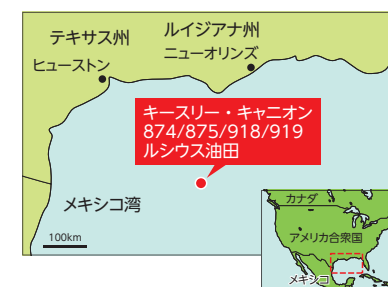 テキサス州
ルイジアナ州
ヒューストン
ニューオリンズ
キースリー・キャニオン
874/875/918/919
ルシウス油田
メキシコ湾
100km
カナダ
アメリカ合衆国
メキシコ